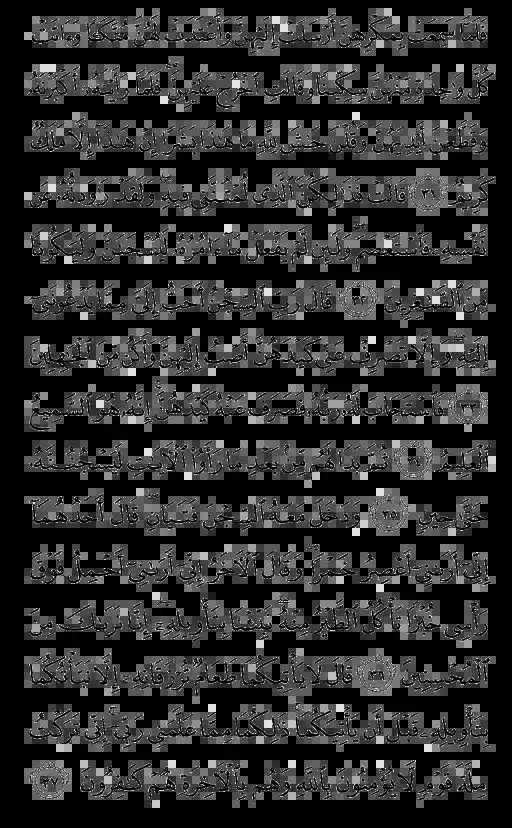 فَلَمَّا سَمِعَتْ بِمَكْرِهِنَّ أَرْسَلَتْ إِلَيْهِنَّ وَأَعْتَدَتْ لَهُنَّ مُتَّكَـًٔا وَءَاتَتْ
كُلَّ وَٰحِدَةٍ مِّنْهُنَّ سِكِّينًا وَقَالَتِ ٱخْرُجْ عَلَيْهِنَّ فَلَمَّا رَأَيْنَهُۥٓ أَكْبَرْنَهُۥ
وَقَطَّعْنَ أَيْدِيَهُنَّ وَقُلْنَ حَٰشَ لِلَّهِ مَا هَٰذَا بَشَرًا إِنْ هَٰذَآ إِلَّا مَلَكٌ
كَرِيمٌ ٣١ قَالَتْ فَذَٰلِكُنَّ ٱلَّذِى لُمْتُنَّنِى فِيهِ وَلَقَدْ رَٰوَدتُّهُۥ عَن
نَّفْسِهِۦ فَٱسْتَعْصَمَ وَلَئِن لَّمْ يَفْعَلْ مَآ ءَامُرُهُۥ لَيُسْجَنَنَّ وَلَيَكُونًا
مِّنَ ٱلصَّٰغِرِينَ ٣٢ قَالَ رَبِّ ٱلسِّجْنُ أَحَبُّ إِلَىَّ مِمَّا يَدْعُونَنِىٓ
إِلَيْهِ وَإِلَّا تَصْرِفْ عَنِّى كَيْدَهُنَّ أَصْبُ إِلَيْهِنَّ وَأَكُن مِّنَ ٱلْجَٰهِلِينَ
٣٣ فَٱسْتَجَابَ لَهُۥ رَبُّهُۥ فَصَرَفَ عَنْهُ كَيْدَهُنَّ إِنَّهُۥ هُوَ ٱلسَّمِيعُ
ٱلْعَلِيمُ ٣٤ ثُمَّ بَدَا لَهُم مِّنۢ بَعْدِ مَا رَأَوُا۟ ٱلْـَٔايَٰتِ لَيَسْجُنُنَّهُۥ
حَتَّىٰ حِينٍ ٣٥ وَدَخَلَ مَعَهُ ٱلسِّجْنَ فَتَيَانِ قَالَ أَحَدُهُمَآ
إِنِّىٓ أَرَىٰنِىٓ أَعْصِرُ خَمْرًا وَقَالَ ٱلْـَٔاخَرُ إِنِّىٓ أَرَىٰنِىٓ أَحْمِلُ فَوْقَ
رَأْسِى خُبْزًا تَأْكُلُ ٱلطَّيْرُ مِنْهُ نَبِّئْنَا بِتَأْوِيلِهِۦٓ إِنَّا نَرَىٰكَ مِنَ
ٱلْمُحْسِنِينَ ٣٦ قَالَ لَا يَأْتِيكُمَا طَعَامٌ تُرْزَقَانِهِۦٓ إِلَّا نَبَّأْتُكُمَا
بِتَأْوِيلِهِۦ قَبْلَ أَن يَأْتِيَكُمَا ذَٰلِكُمَا مِمَّا عَلَّمَنِى رَبِّىٓ إِنِّى تَرَكْتُ
مِلَّةَ قَوْمٍ لَّا يُؤْمِنُونَ بِٱللَّهِ وَهُم بِٱلْـَٔاخِرَةِ هُمْ كَٰفِرُونَ ٣٧